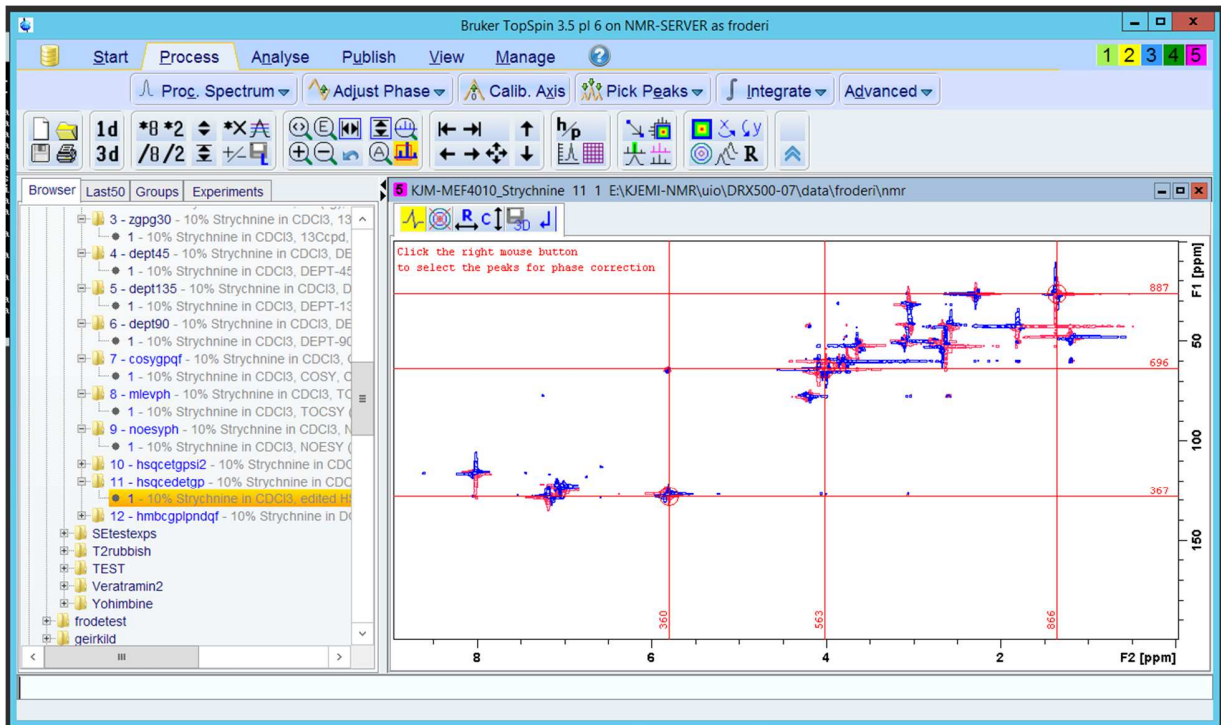 Bruker TopSpin 3.5 pl 6 on NMR-SERVER as froderi
Start Process Analyse Publish View Manage ?
1 2 3 4 5
Proc. Spectrum Adjust Phase Calib. Axis Pick Peaks Integrate Advanced
1d *8 *2 *X h/p
3d /8 /2 +/- L R
Browser Last50 Groups Experiments
5 KJM-MEF4010_Strychnine 11 1 E:\KJEMI-NMR\uio\DRX500-07\data\froderi\nmr
R C 3D
3 - zgpg30 - 10% Strychnine in CDCl3, 13
1 - 10% Strychnine in CDCl3, 13Ccpd,
4 - dept45 - 10% Strychnine in CDCl3, DE
1 - 10% Strychnine in CDCl3, DEPT-45
5 - dept135 - 10% Strychnine in CDCl3, D
1 - 10% Strychnine in CDCl3, DEPT-13
6 - dept90 - 10% Strychnine in CDCl3, DE
1 - 10% Strychnine in CDCl3, DEPT-90
7 - cosygpqf - 10% Strychnine in CDCl3, C
1 - 10% Strychnine in CDCl3, COSY, C
8 - mlevph - 10% Strychnine in CDCl3, TC
1 - 10% Strychnine in CDCl3, TOCSY (
9 - noesyph - 10% Strychnine in CDCl3, N
1 - 10% Strychnine in CDCl3, NOESY (
10 - hsqcetgpsi2 - 10% Strychnine in CDC
11 - hsqcedetgp - 10% Strychnine in CDC
1 - 10% Strychnine in CDCl3, edited HS
12 - hmbcgplpndqf - 10% Strychnine in D
SEtestexps
T2rubbish
TEST
Veratramin2
Yohimbine
frodetest
geirkild
Click the right mouse button
to select the peaks for phase correction
887
696
367
360
563
866
F1 [ppm]
50
100
150
8 6 4 2 F2 [ppm]